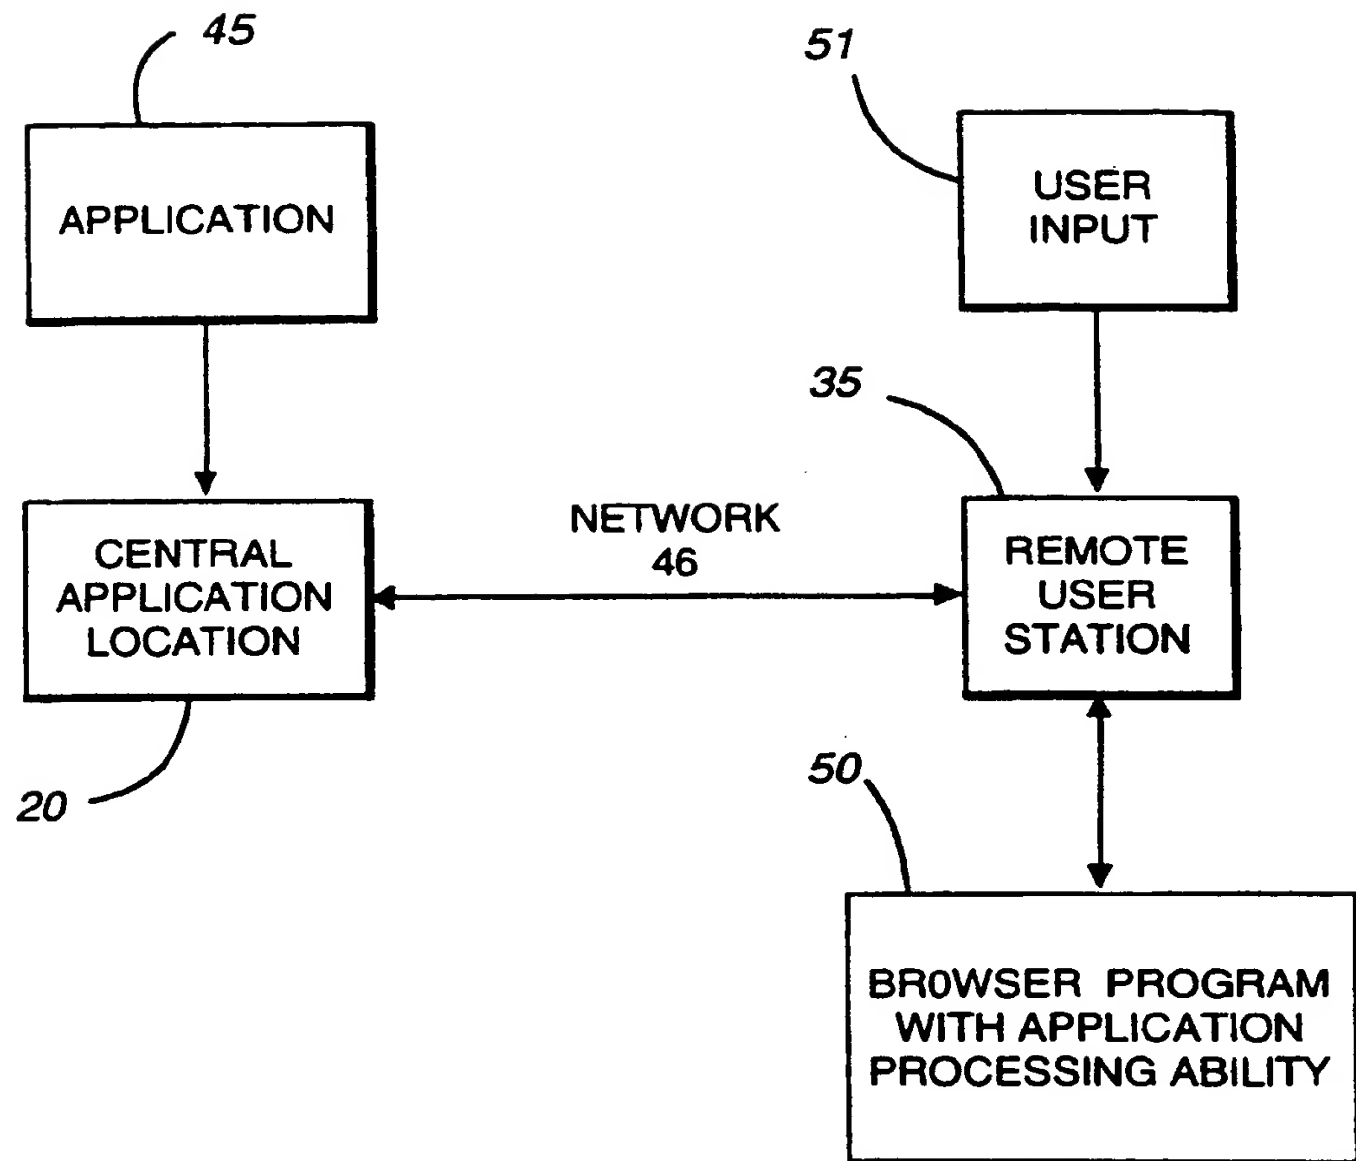 45
APPLICATION
51
USER
INPUT
35
CENTRAL
APPLICATION
LOCATION
20
NETWORK
46
REMOTE
USER
STATION
50
BR0WSER PROGRAM
WITH APPLICATION
PROCESSING ABILITY